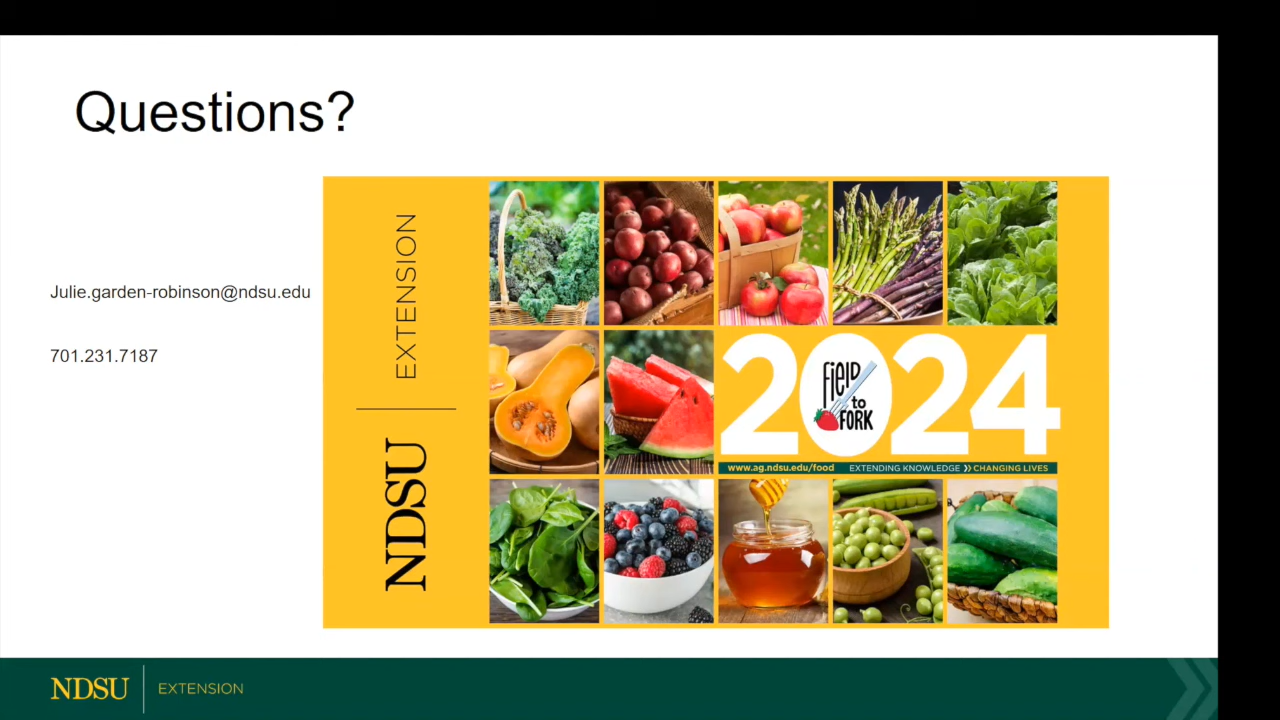 Questions?
Julie.garden-robinson@ndsu.edu
701.231.7187
NDSU EXTENSION
2024
FiELD to FORK
www.ag.ndsu.edu/food EXTENDING KNOWLEDGE CHANGING LIVES
NDSU EXTENSION